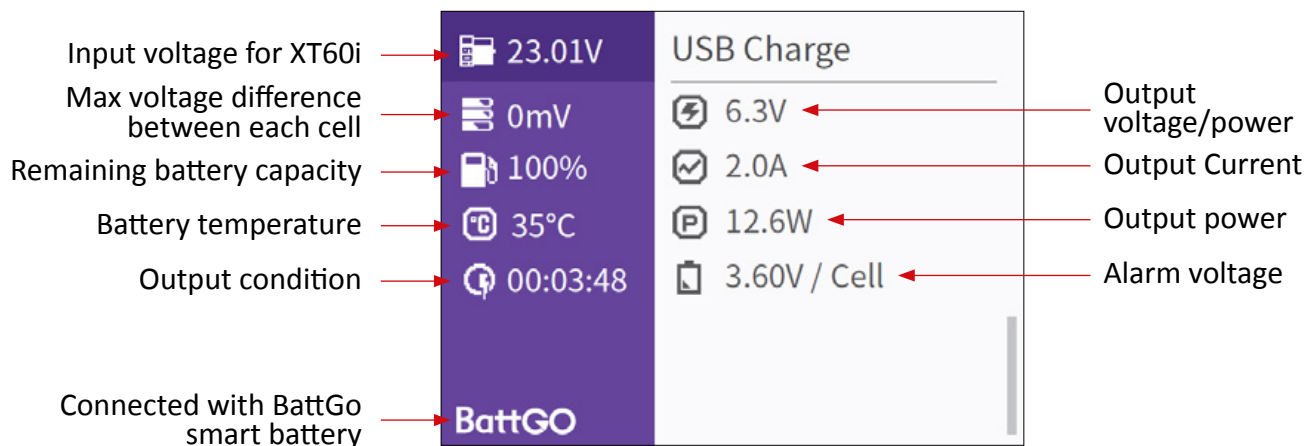 Input voltage for XT60i
Max voltage difference
between each cell
Remaining battery capacity
Battery temperature
Output condition
Connected with BattGo
smart battery
23.01V
0mV
100%
°C 35°C
00:03:48
BattGO
USB Charge
6.3V
2.0A
P 12.6W
3.60V / Cell
Output
voltage/power
Output Current
Output power
Alarm voltage